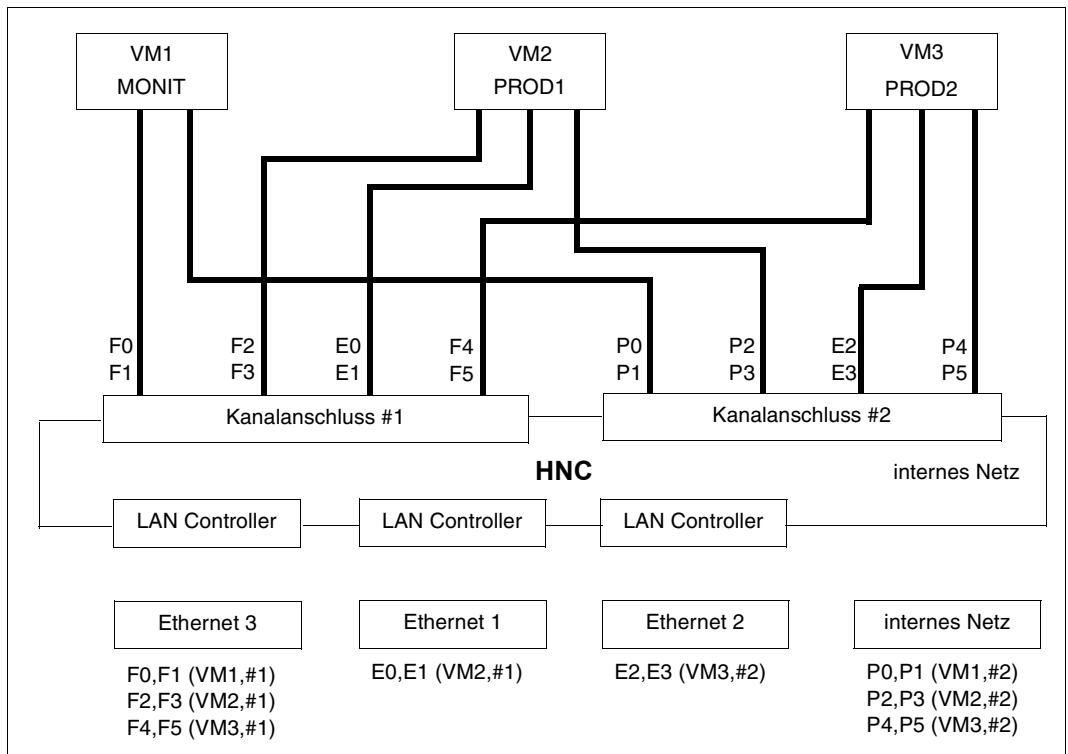 VM1
MONIT
VM2
PROD1
VM3
PROD2
F0
F1
F2
F3
E0
E1
F4
F5
P0
P1
P2
P3
E2
E3
P4
P5
Kanalanschluss #1
Kanalanschluss #2
HNC
internes Netz
LAN Controller
LAN Controller
LAN Controller
Ethernet 3
Ethernet 1
Ethernet 2
internes Netz
F0,F1 (VM1,#1)
F2,F3 (VM2,#1)
F4,F5 (VM3,#1)
E0,E1 (VM2,#1)
E2,E3 (VM3,#2)
P0,P1 (VM1,#2)
P2,P3 (VM2,#2)
P4,P5 (VM3,#2)